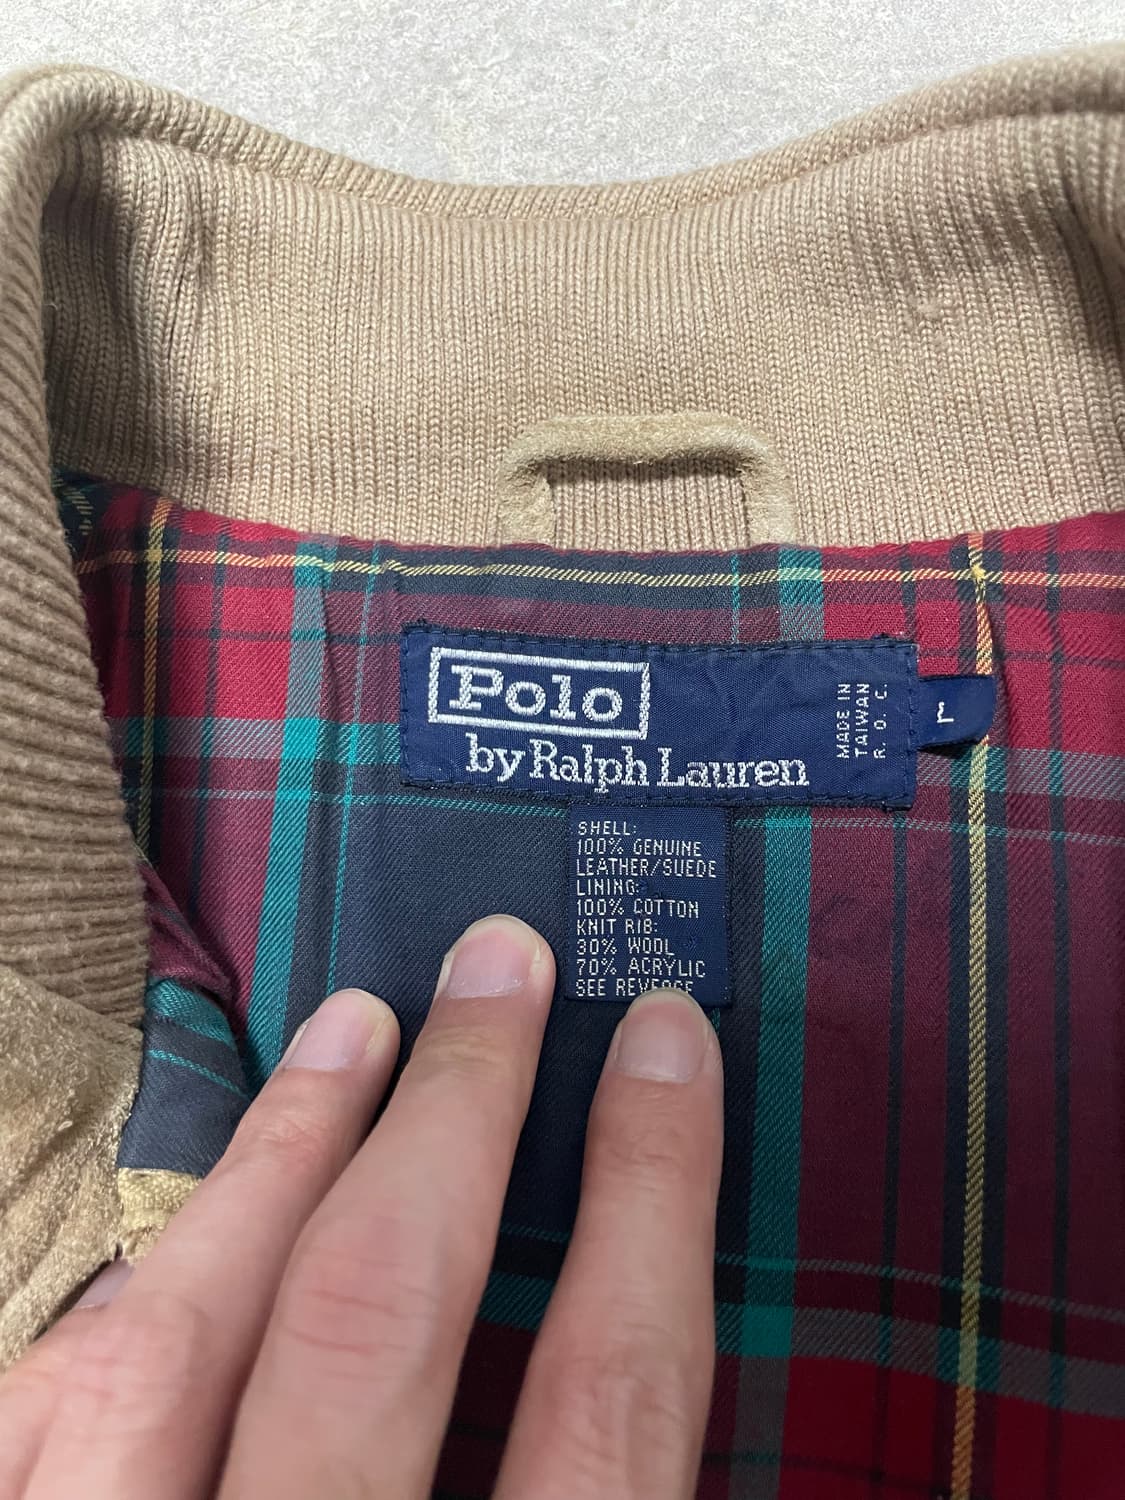 Polo
by Ralph Lauren
MADE IN
TAIWAN
R. O. C.
L
SHELL:
100% GENUINE
LEATHER/SUEDE
LINING:
100% COTTON
KNIT RIB:
30% WOOL
70% ACRYLIC
SEE REVERSE